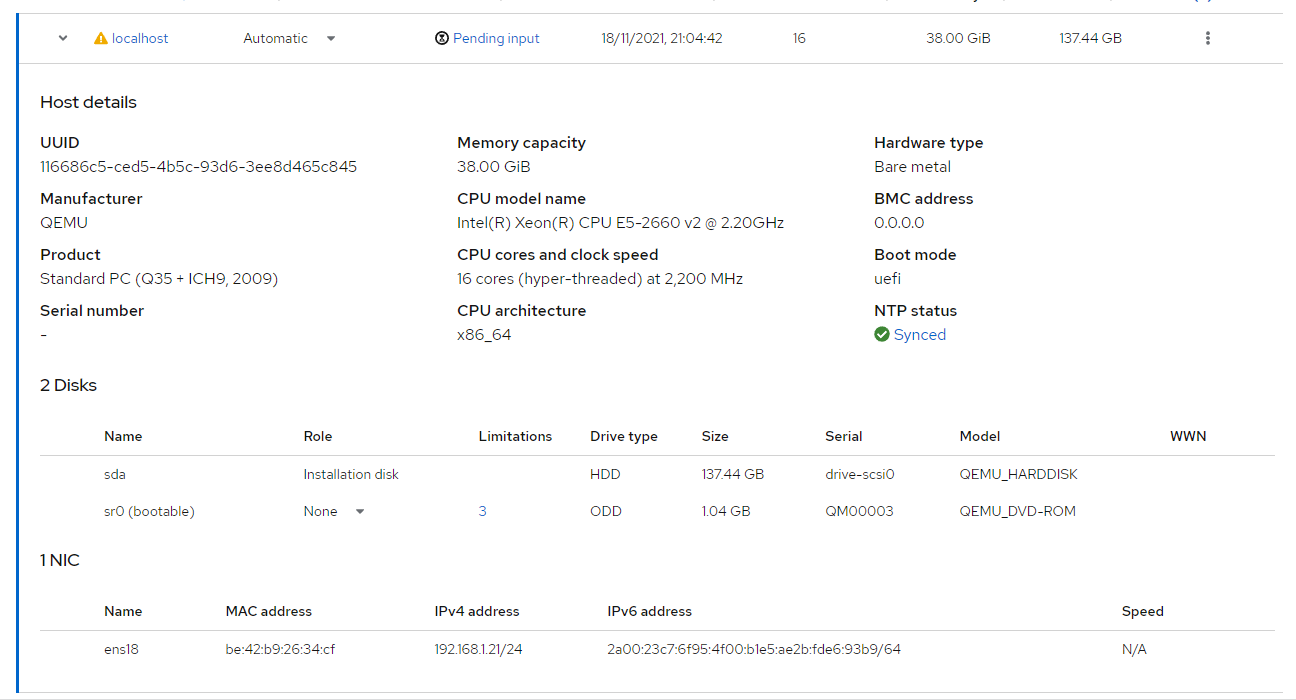 localhost Automatic Pending input 18/11/2021, 21:04:42 16 38.00 GiB 137.44 GB
Host details
UUID Memory capacity Hardware type
116686c5-ced5-4b5c-93d6-3ee8d465c845 38.00 GiB Bare metal
Manufacturer CPU model name BMC address
QEMU Intel(R) Xeon(R) CPU E5-2660 v2 @ 2.20GHz 0.0.0.0
Product CPU cores and clock speed Boot mode
Standard PC (Q35 + ICH9, 2009) 16 cores (hyper-threaded) at 2,200 MHz uefi
Serial number CPU architecture NTP status
- x86_64 Synced
2 Disks
Name Role Limitations Drive type Size Serial Model WWN
sda Installation disk HDD 137.44 GB drive-scsi0 QEMU_HARDDISK
sr0 (bootable) None 3 ODD 1.04 GB QM00003 QEMU_DVD-ROM
1 NIC
Name MAC address IPv4 address IPv6 address Speed
ens18 be:42:b9:26:34:cf 192.168.1.21/24 2a00:23c7:6f95:4f00:b1e5:ae2b:fde6:93b9/64 N/A